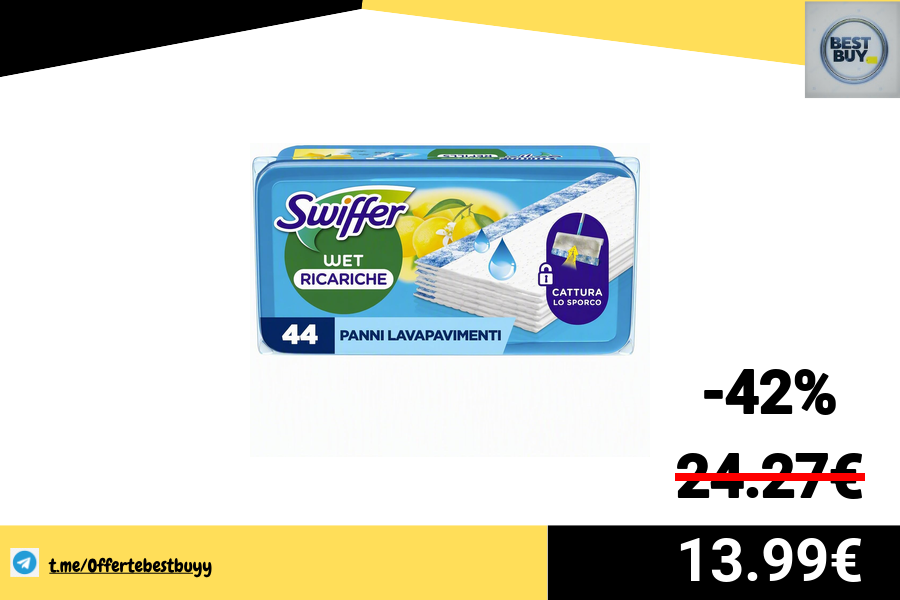 BEST
BUY
Swiffer
WET
RICARICHE
CATTURA
LO SPORCO
44 PANNI LAVAPAVIMENTI
-42%
24.27€
t.me/Offertebestbuyy
13.99€